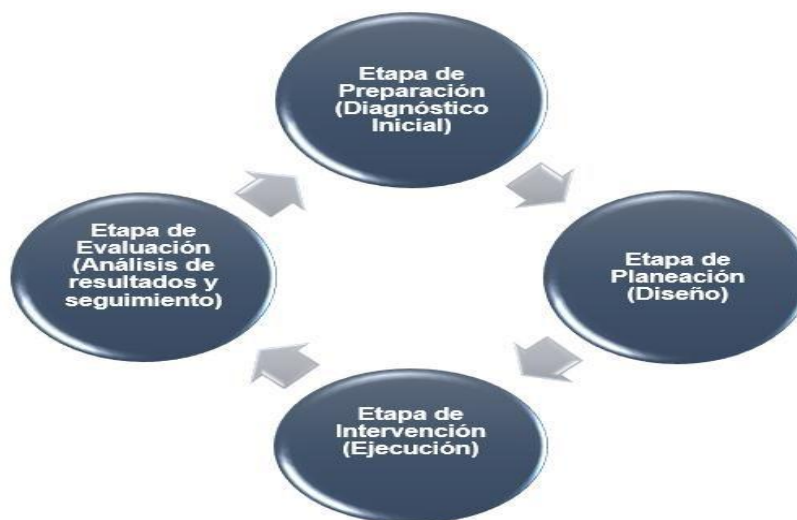 Etapa de
Preparación
(Diagnóstico
Inicial)
Etapa de
Planeación
(Diseño)
Etapa de
Intervención
(Ejecución)
Etapa de
Evaluación
(Análisis de
resultados y
seguimiento)